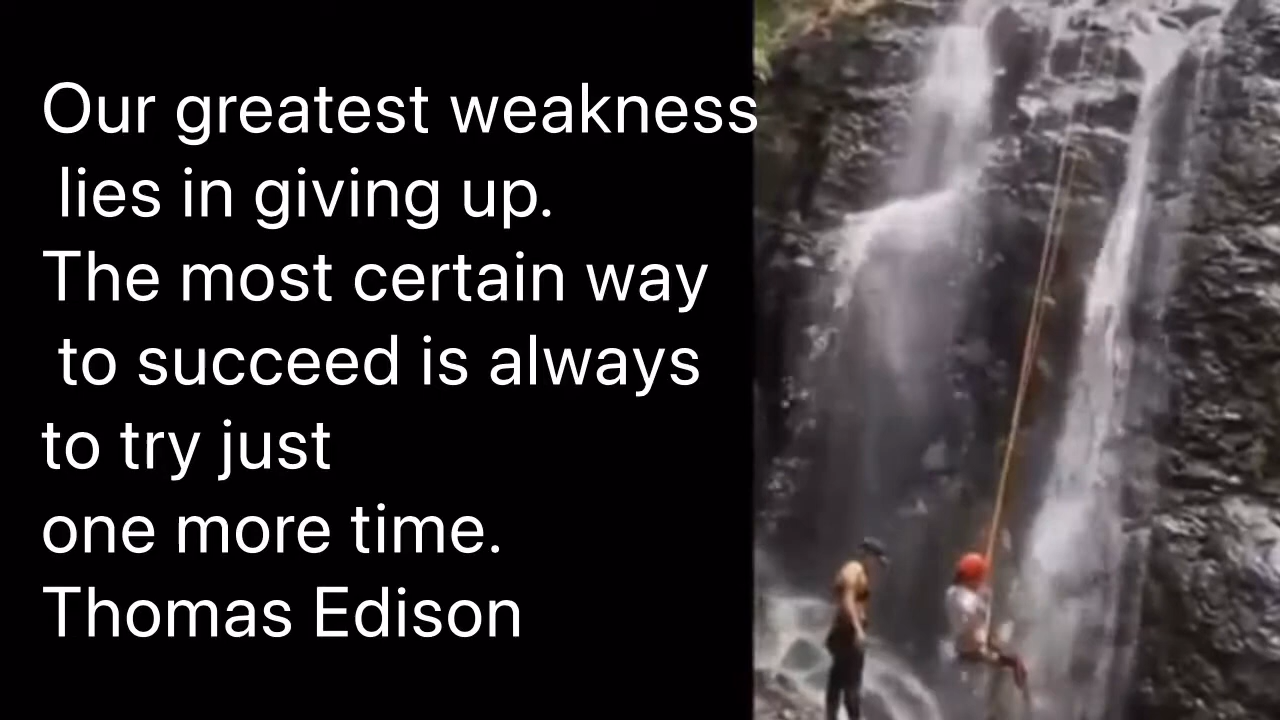 Our greatest weakness
lies in giving up.
The most certain way
to succeed is always
to try just
one more time.
Thomas Edison